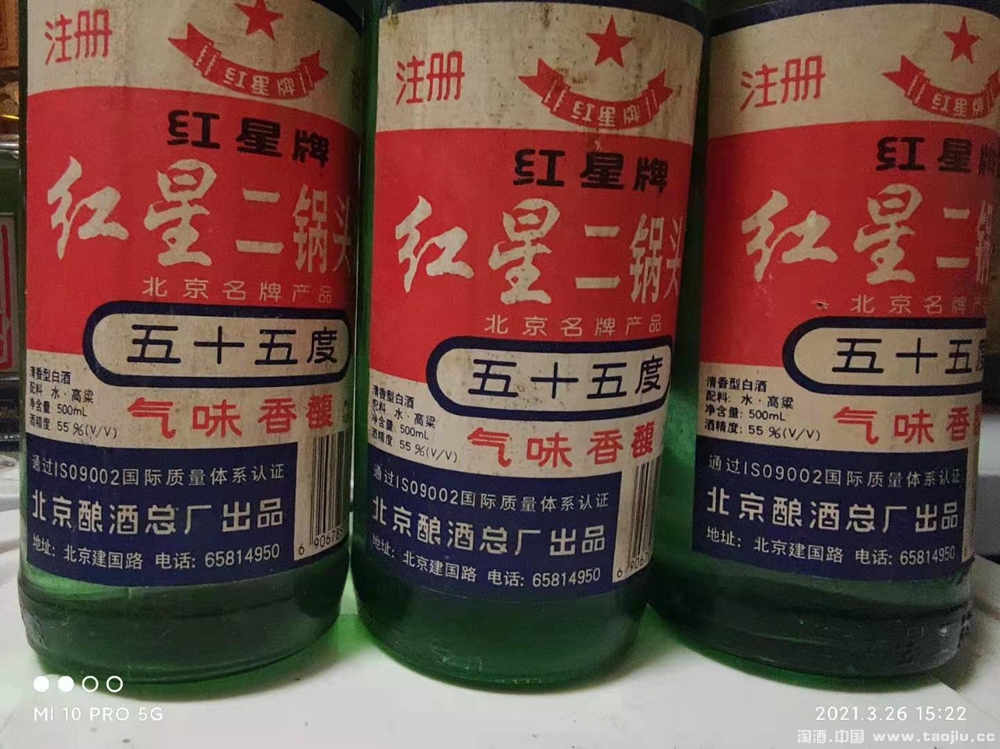 注册
红星牌
红星牌
红星二锅头
北京名牌产品
五十五度
清香型白酒
配料: 水·高粱
净含量: 500mL
酒精度: 55%(V/V)
气味香馥
通过ISO9002国际质量体系认证
北京酿酒总厂出品
地址: 北京建国路 电话: 65814950
注册
红星牌
红星牌
红星二锅头
北京名牌产品
五十五度
清香型白酒
配料: 水·高粱
净含量: 500mL
酒精度: 55%(V/V)
气味香馥
通过ISO9002国际质量体系认证
北京酿酒总厂出品
地址: 北京建国路 电话: 65814950
注册
红星牌
红星牌
红星二锅
北京名牌产
五十五度
清香型白酒
配料: 水·高粱
净含量: 500mL
酒精度: 55%(V/V)
气味香
通过ISO9002国际质量体系认证
北京酿酒总厂出品
地址: 北京建国路 电话: 65814950
MI 10 PRO 5G
2021.3.26 15:22
淘酒.中国 www.taojiu.cc